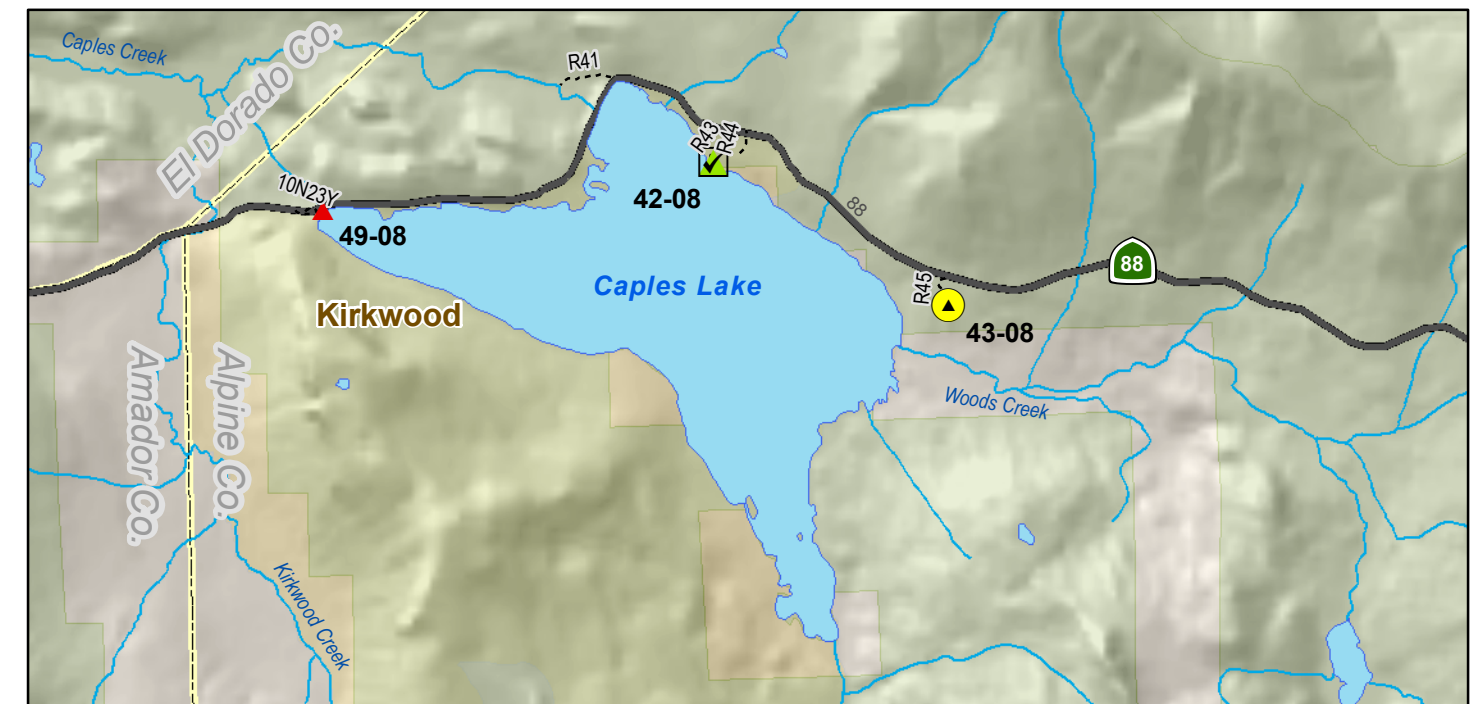 Caples Creek
El Dorado Co.
R41
R43
R44
10N23Y
42-08
49-08
88
88
Caples Lake
R45
Kirkwood
43-08
Amador Co.
Alpine Co.
Woods Creek
Kirkwood Creek